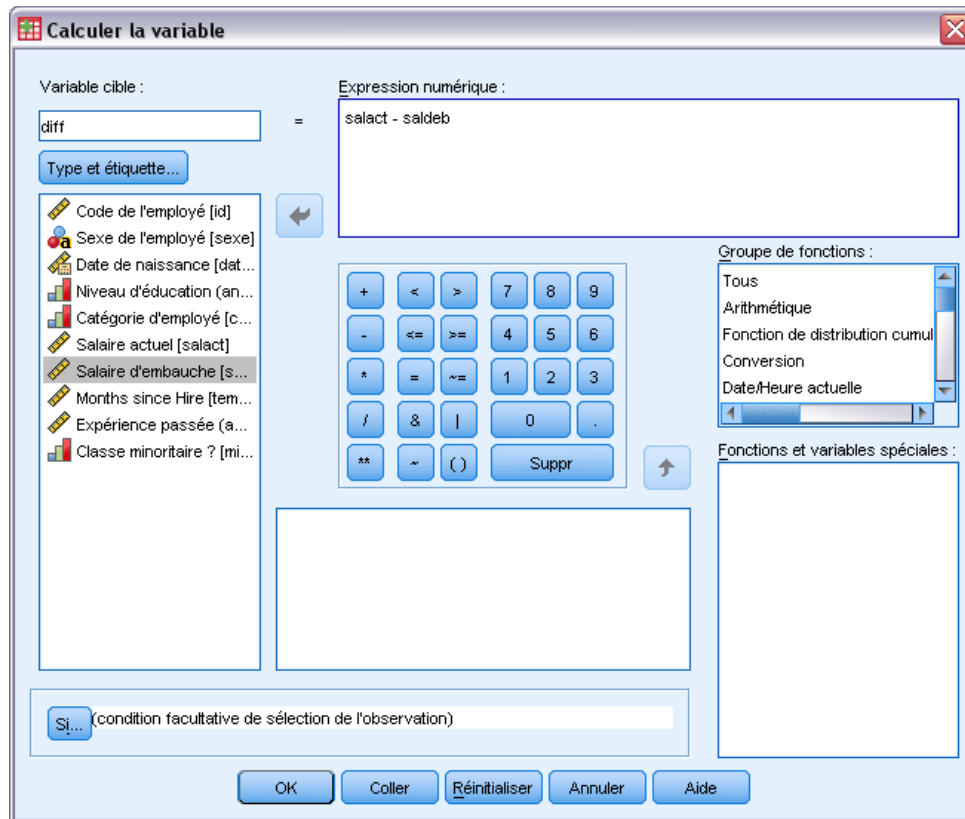 Calculer la variable
Variable cible :
diff
=
Expression numérique :
salact - saldeb
Type et étiquette...
Code de l'employé [id]
Sexe de l'employé [sexe]
Date de naissance [dat...
Niveau d'éducation (an...
Catégorie d'employé [c...
Salaire actuel [salact]
Salaire d'embauche [s...
Months since Hire [tem...
Expérience passée (a...
Classe minoritaire ? [mi...
+ < > 7 8 9
- <= >= 4 5 6
* = ~= 1 2 3
/ & | 0 .
** ~ ( ) Suppr
Groupe de fonctions :
Tous
Arithmétique
Fonction de distribution cumul
Conversion
Date/Heure actuelle
Fonctions et variables spéciales :
Si... (condition facultative de sélection de l'observation)
OK Coller Réinitialiser Annuler Aide